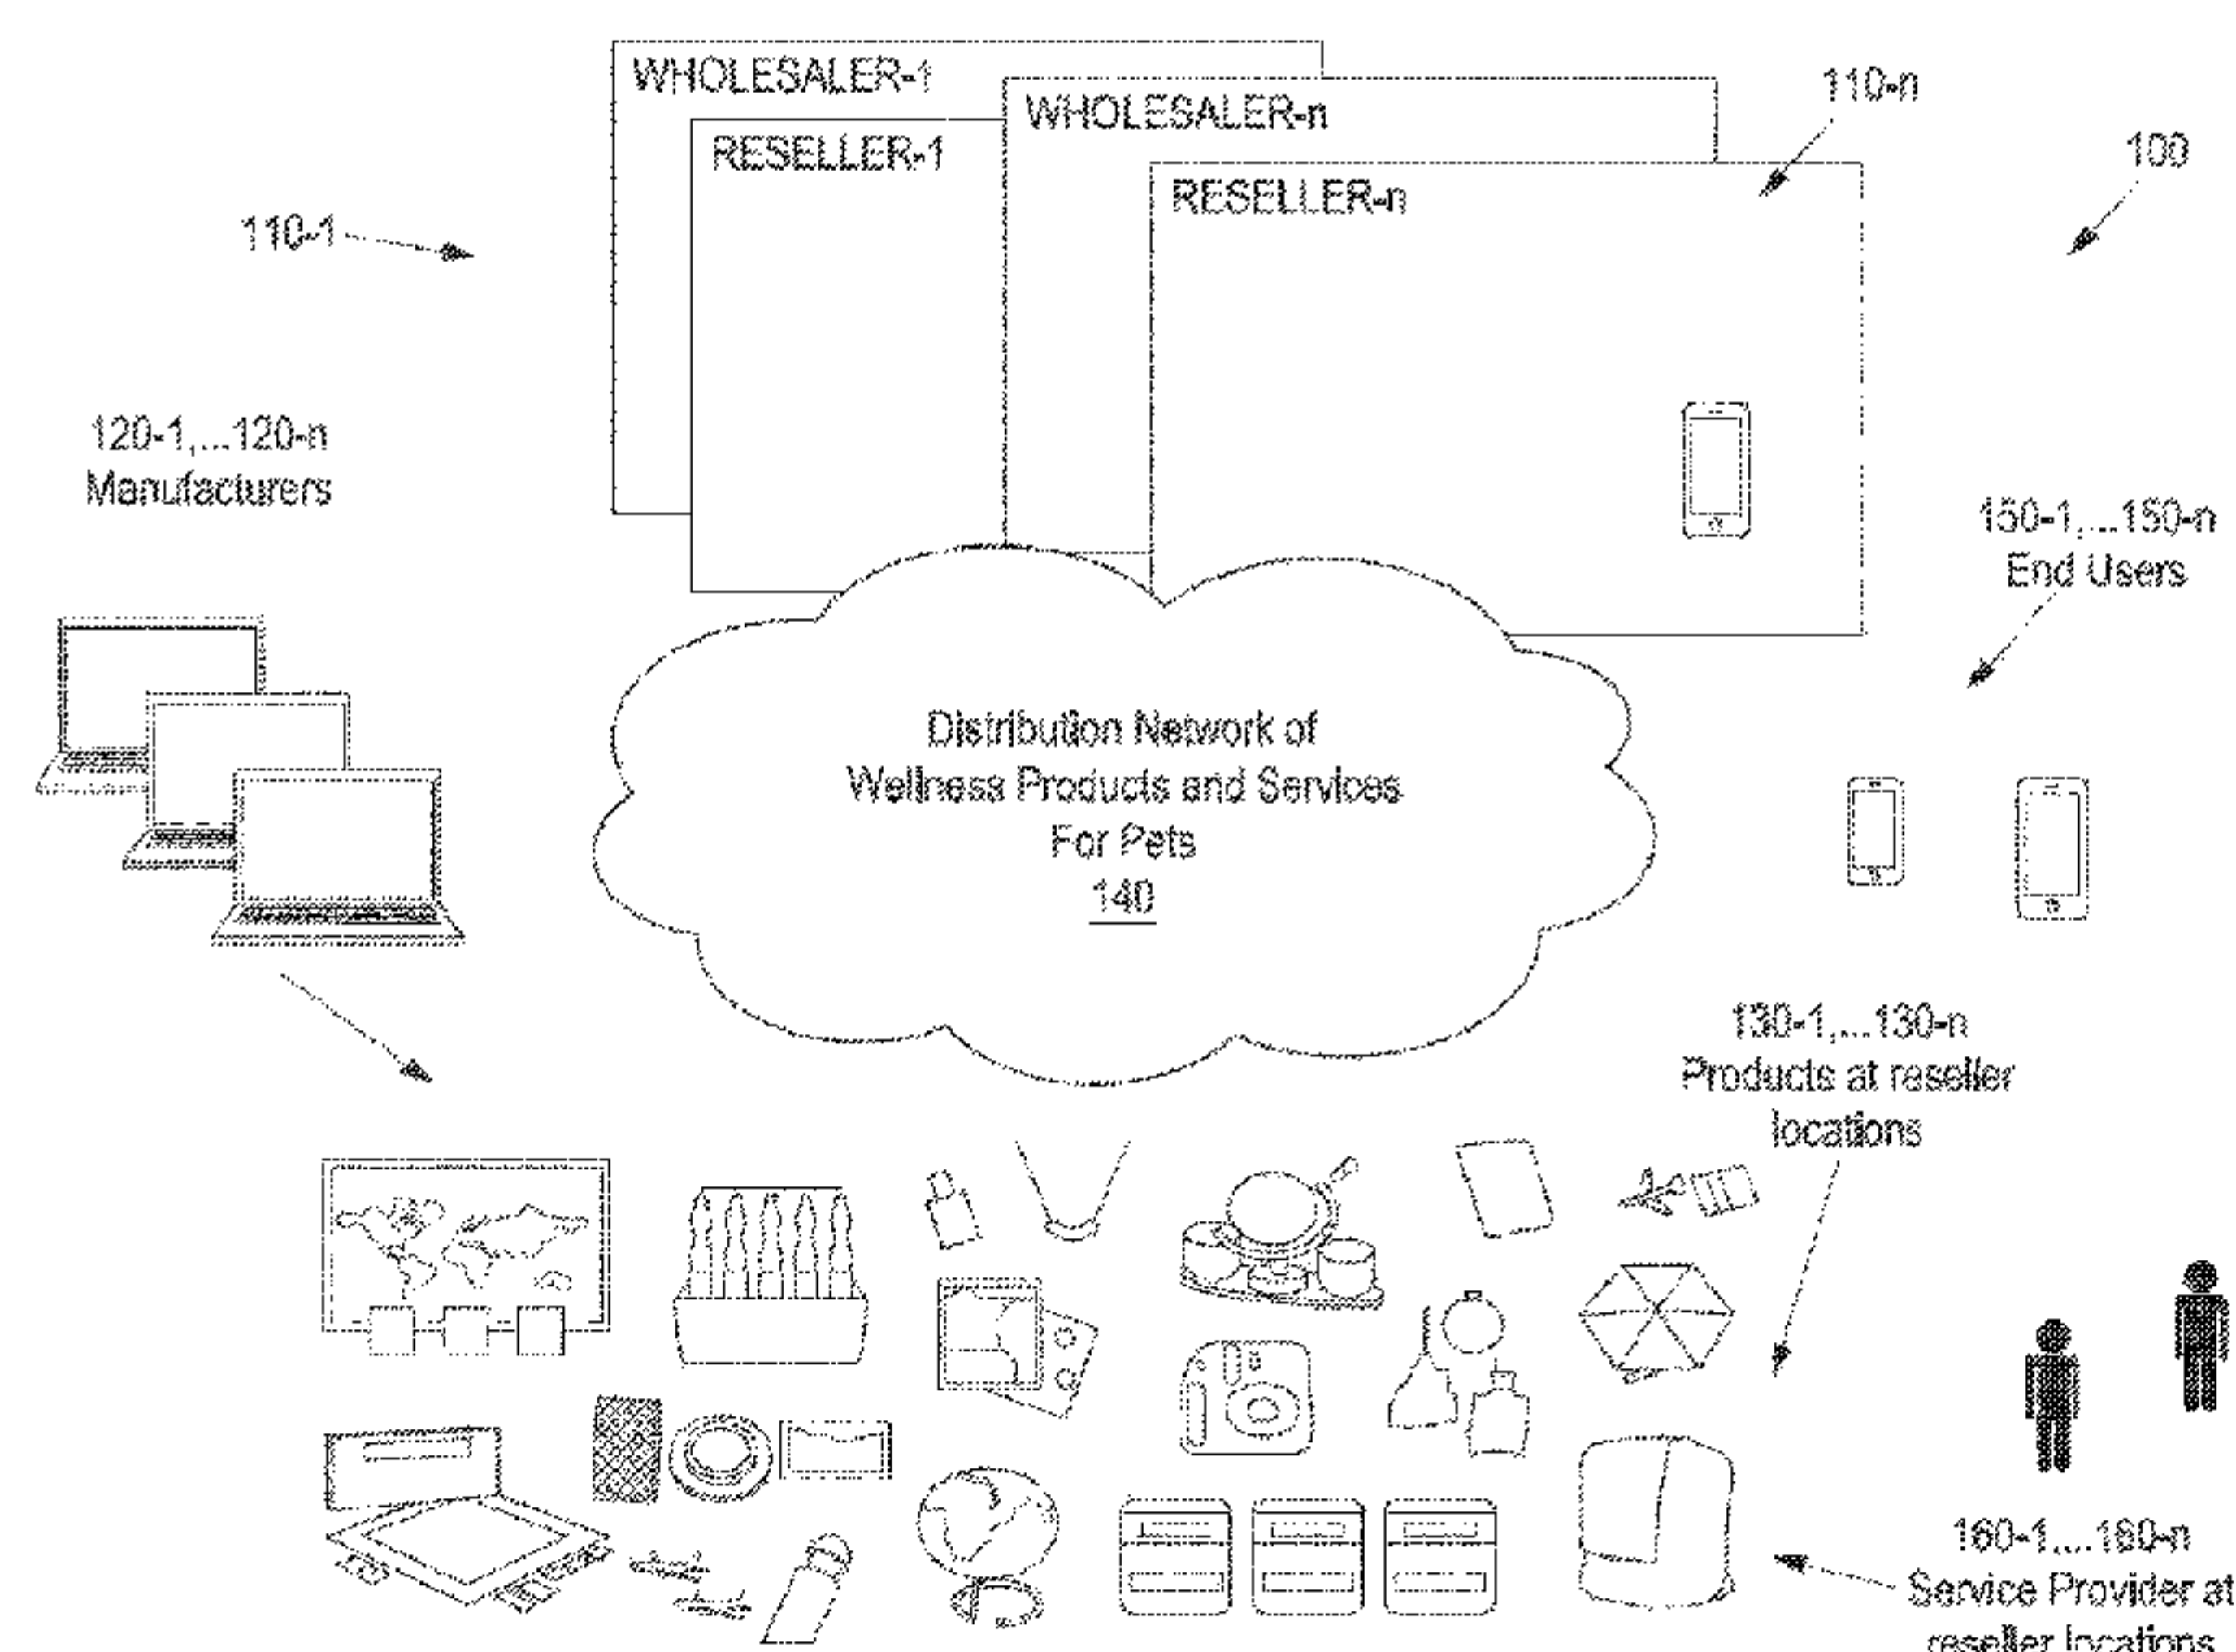 WHOLESALER-1
WHOLESALER-n
110-n
RESELLER-1
100
RESELLER-n
110-1
120-1,...120-n
Manufacturers
150-1,...150-n
End Users
Distribution Network of
Wellness Products and Services
For Pets
140
130-1,...130-n
Products at reseller
locations
160-1,...160-n
Service Provider at
reseller locations